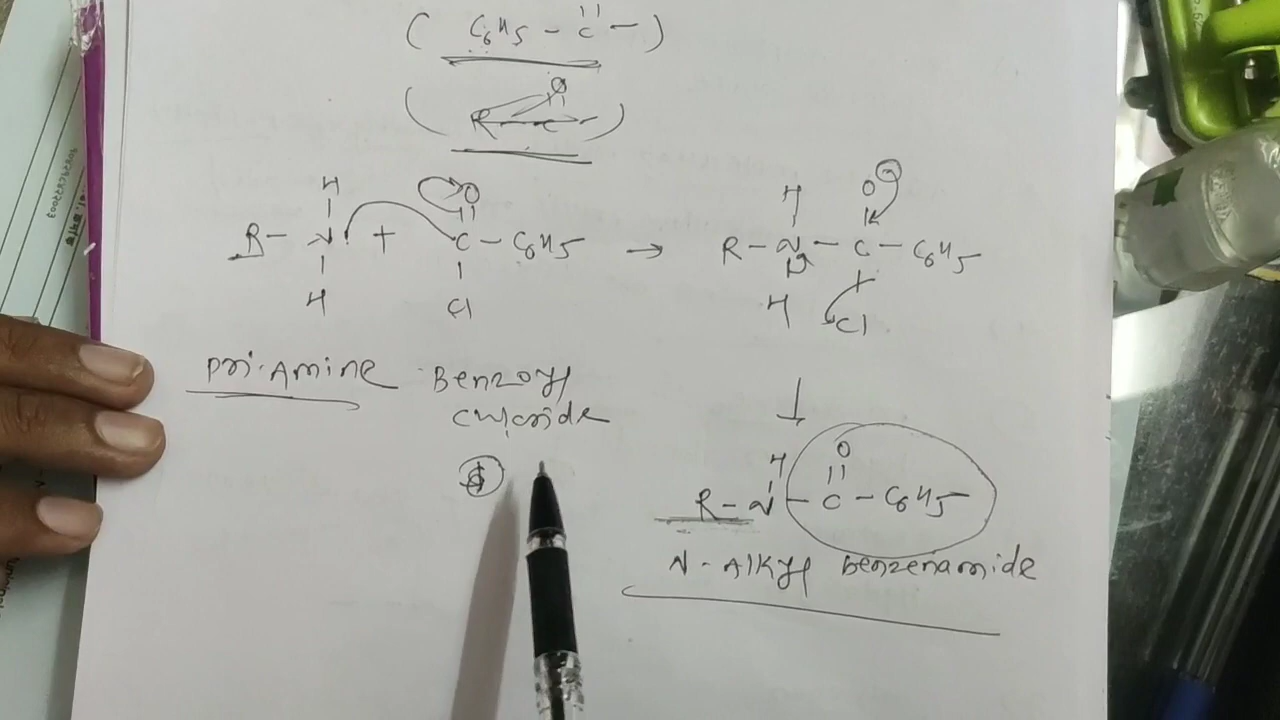 ( C6H5 - C - )
O
( R - C - )
H O H O ⊖
R - N : + C - C6H5 → R - N - C - C6H5
H Cl H Cl
Pri. Amine Benzoyl
chloride
↓
H O
R - N - C - C6H5
N - Alkyl benzenamide